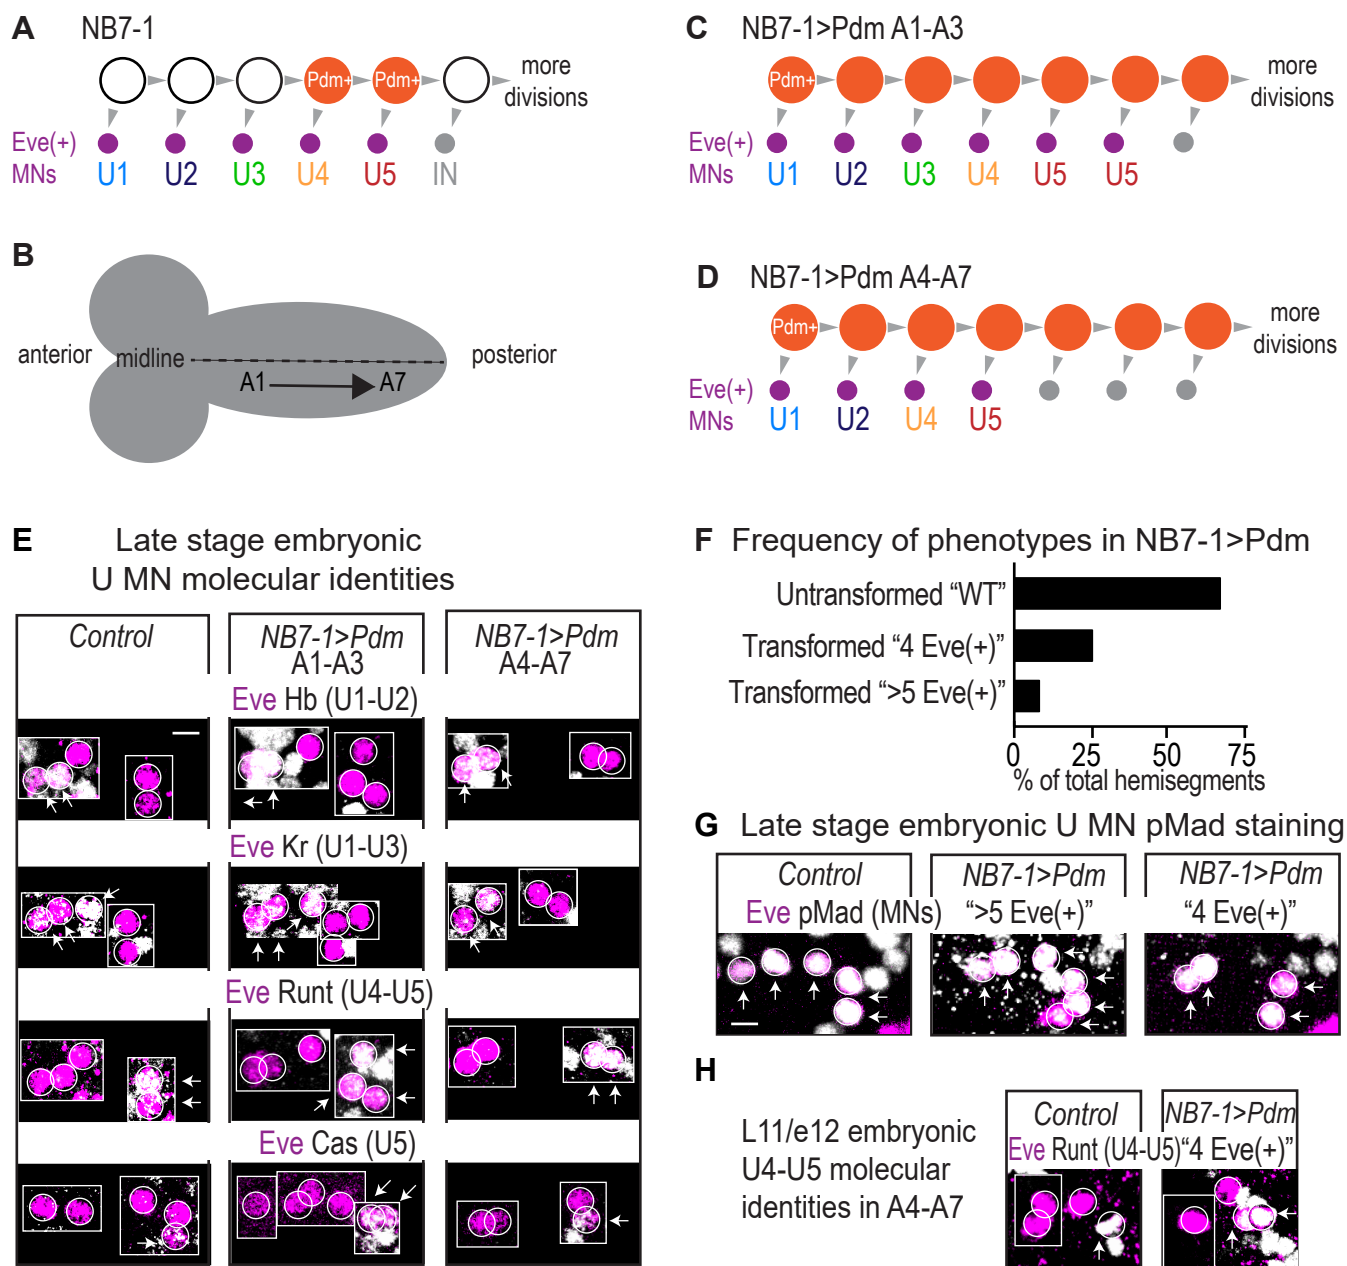 A NB7-1
Pdm+ Pdm+ more
divisions
Eve(+)
MNs U1 U2 U3 U4 U5 IN
B
anterior midline posterior
A1 A7
C NB7-1>Pdm A1-A3
Pdm+ more
divisions
Eve(+)
MNs U1 U2 U3 U4 U5 U5
D NB7-1>Pdm A4-A7
Pdm+ more
divisions
Eve(+)
MNs U1 U2 U4 U5
E Late stage embryonic
U MN molecular identities
Control NB7-1>Pdm NB7-1>Pdm
A1-A3 A4-A7
Eve Hb (U1-U2)
Eve Kr (U1-U3)
Eve Runt (U4-U5)
Eve Cas (U5)
F Frequency of phenotypes in NB7-1>Pdm
Untransformed “WT”
Transformed “4 Eve(+)”
Transformed “>5 Eve(+)”
0 25 50 75
% of total hemisegments
G Late stage embryonic U MN pMad staining
Control NB7-1>Pdm NB7-1>Pdm
Eve pMad (MNs) “>5 Eve(+)” “4 Eve(+)”
H
L11/e12 embryonic
U4-U5 molecular
identities in A4-A7
Control NB7-1>Pdm
Eve Runt (U4-U5) “4 Eve(+)”